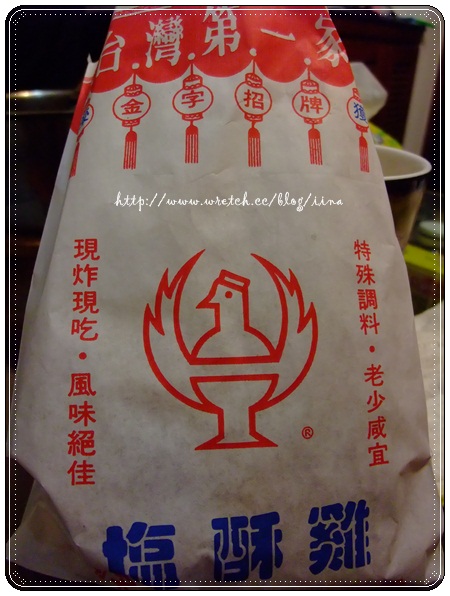 台灣第一家
金字招牌
http://www.wretch.cc/blog/iina
現炸現吃·風味絕佳
特殊調料·老少咸宜
®
塩酥雞